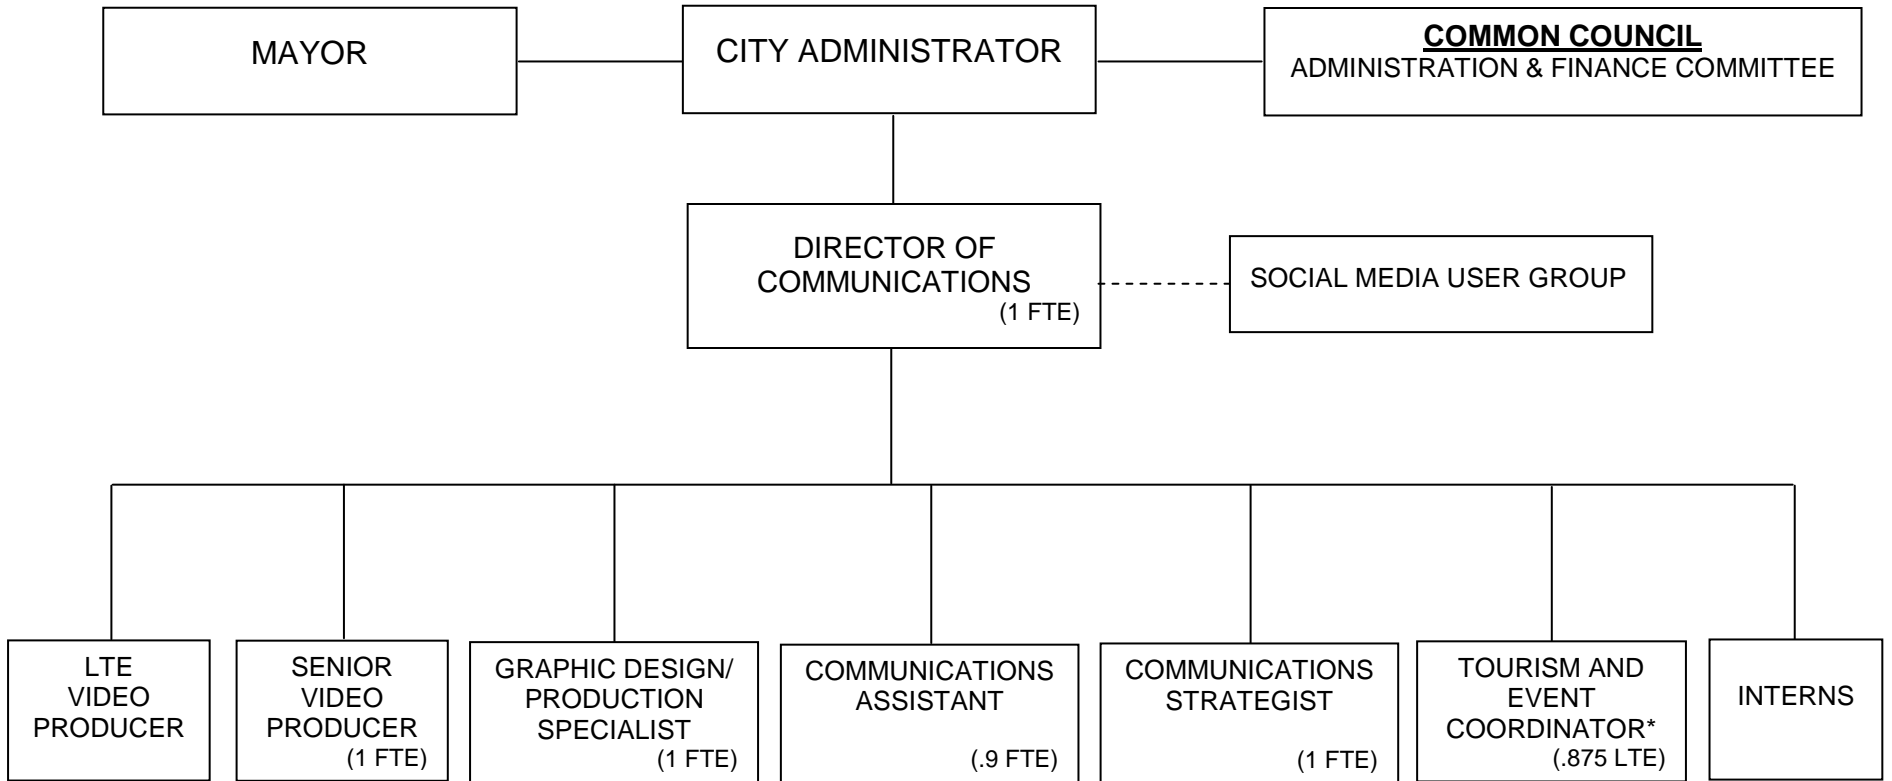 MAYOR
CITY ADMINISTRATOR
COMMON COUNCIL
ADMINISTRATION & FINANCE COMMITTEE
DIRECTOR OF
COMMUNICATIONS
(1 FTE)
SOCIAL MEDIA USER GROUP
LTE
VIDEO
PRODUCER
SENIOR
VIDEO
PRODUCER
(1 FTE)
GRAPHIC DESIGN/
PRODUCTION
SPECIALIST
(1 FTE)
COMMUNICATIONS
ASSISTANT
(.9 FTE)
COMMUNICATIONS
STRATEGIST
(1 FTE)
TOURISM AND
EVENT
COORDINATOR*
(.875 LTE)
INTERNS